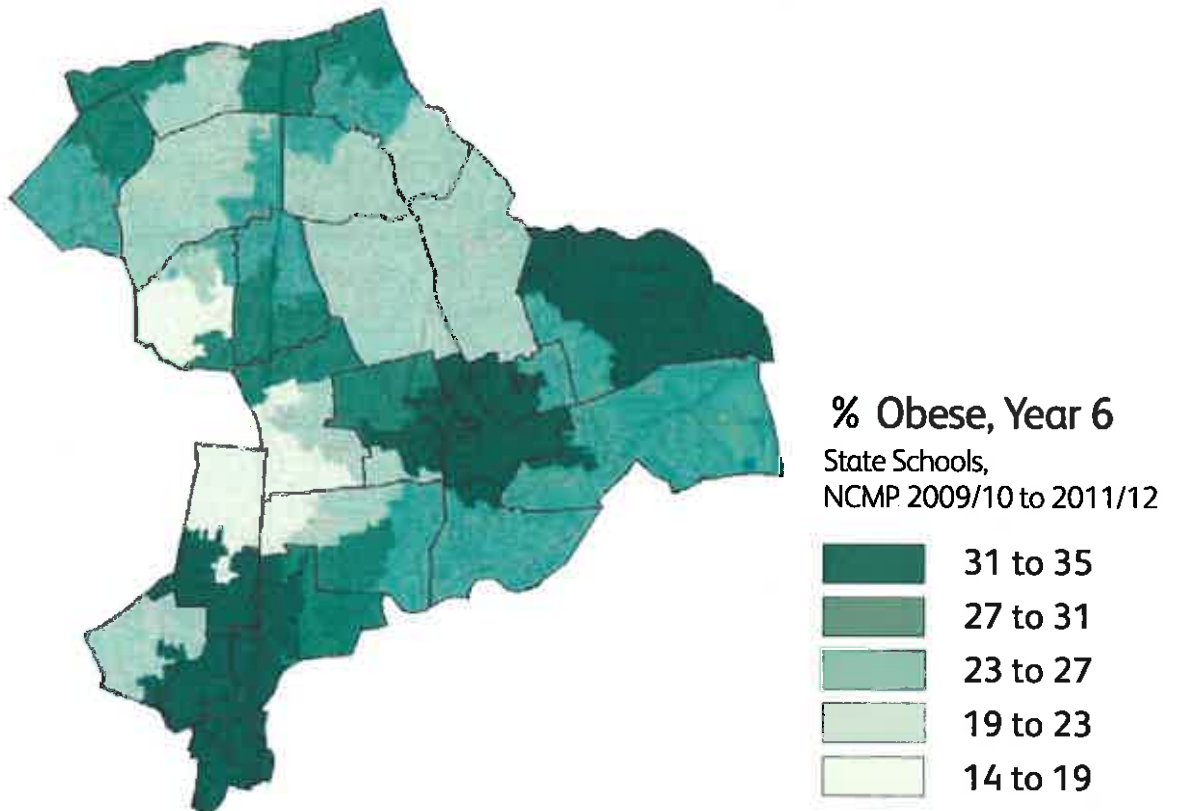 % Obese, Year 6
State Schools,
NCMP 2009/10 to 2011/12
31 to 35
27 to 31
23 to 27
19 to 23
14 to 19